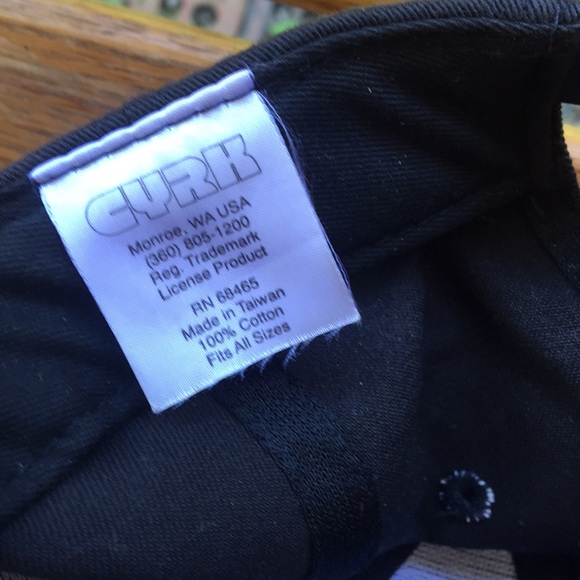 CYRK
Monroe, WA USA
(360) 805-1200
Reg. Trademark
License Product
RN 68465
Made in Taiwan
100% Cotton
Fits All Sizes